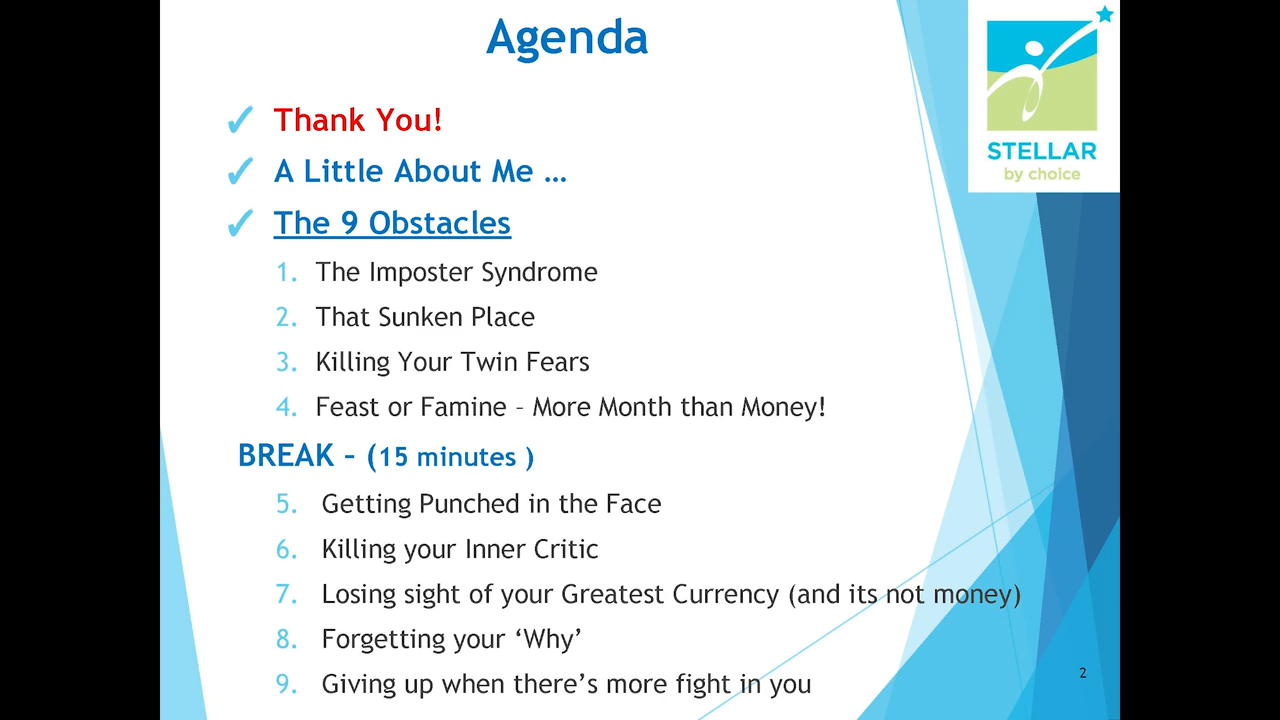 Agenda
STELLAR
by choice
✓ Thank You!
✓ A Little About Me …
✓ The 9 Obstacles
1. The Imposter Syndrome
2. That Sunken Place
3. Killing Your Twin Fears
4. Feast or Famine – More Month than Money!
BREAK – (15 minutes )
5. Getting Punched in the Face
6. Killing your Inner Critic
7. Losing sight of your Greatest Currency (and its not money)
8. Forgetting your ‘Why’
9. Giving up when there’s more fight in you
2